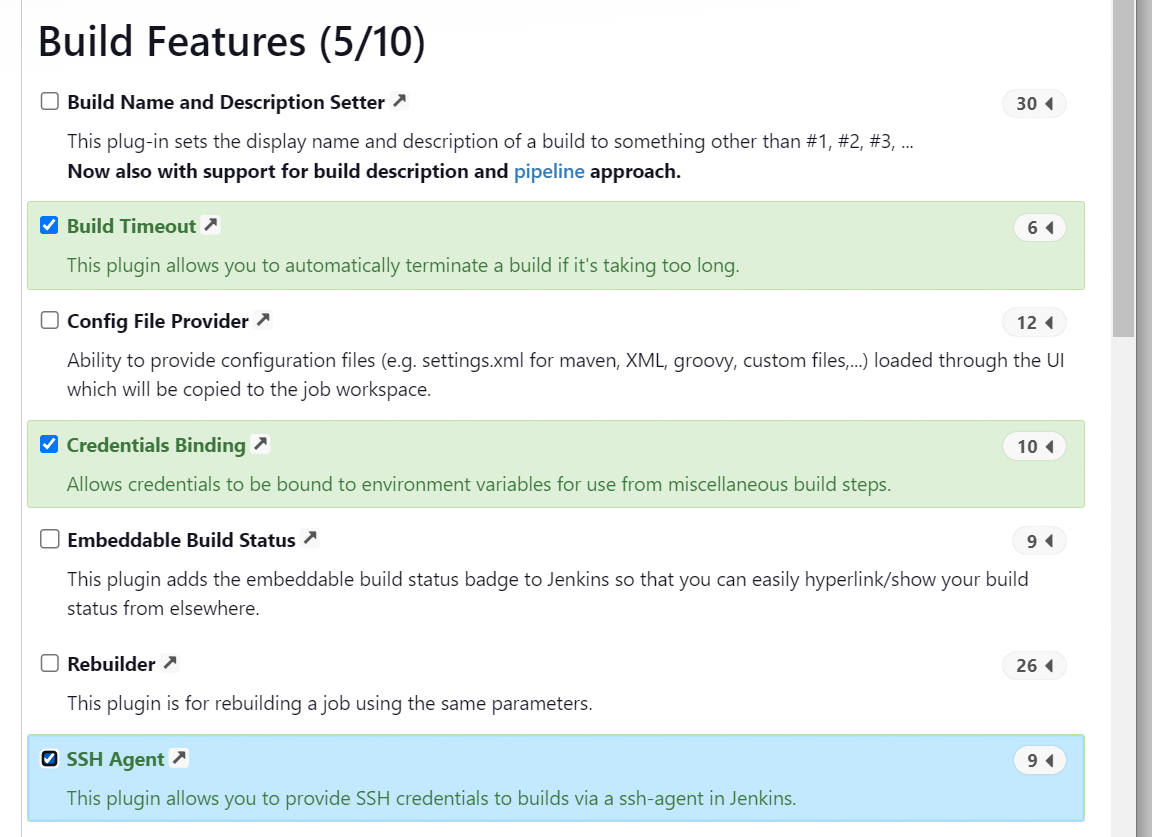 Build Features (5/10)
Build Name and Description Setter
30
This plug-in sets the display name and description of a build to something other than #1, #2, #3, ...
Now also with support for build description and pipeline approach.
Build Timeout
6
This plugin allows you to automatically terminate a build if it's taking too long.
Config File Provider
12
Ability to provide configuration files (e.g. settings.xml for maven, XML, groovy, custom files,...) loaded through the UI
which will be copied to the job workspace.
Credentials Binding
10
Allows credentials to be bound to environment variables for use from miscellaneous build steps.
Embeddable Build Status
9
This plugin adds the embeddable build status badge to Jenkins so that you can easily hyperlink/show your build
status from elsewhere.
Rebuilder
26
This plugin is for rebuilding a job using the same parameters.
SSH Agent
9
This plugin allows you to provide SSH credentials to builds via a ssh-agent in Jenkins.